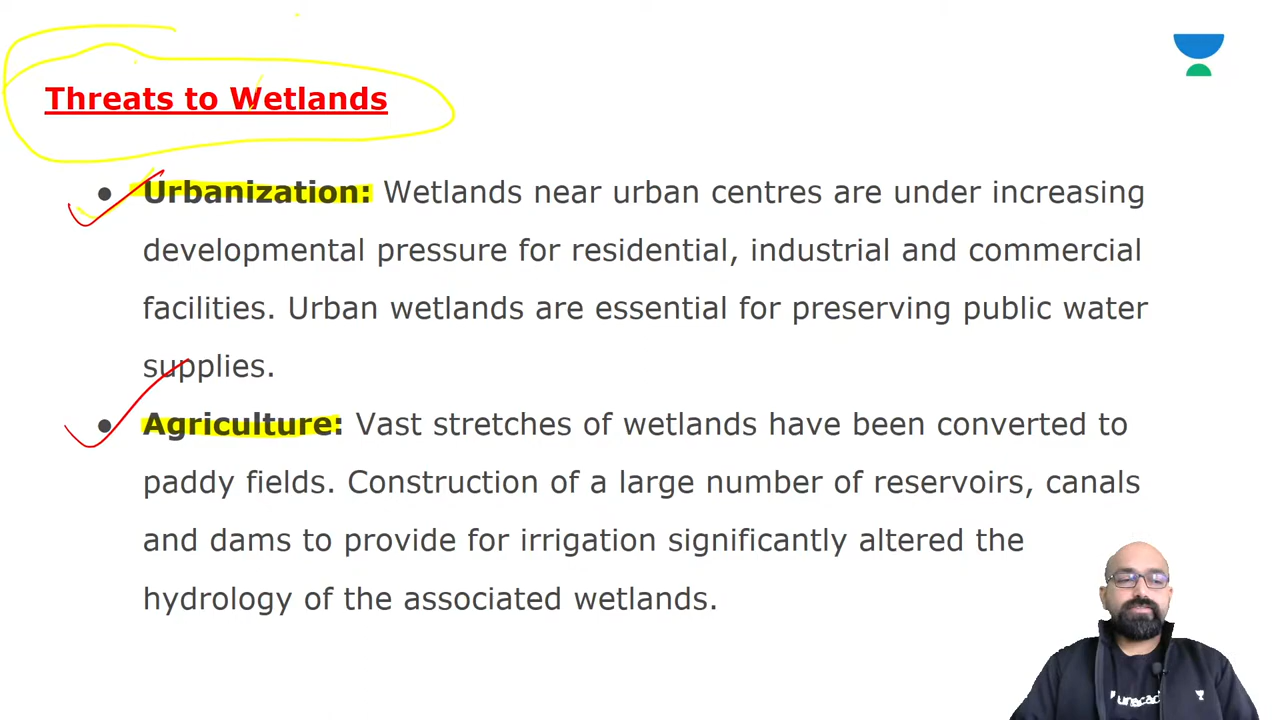 Threats to Wetlands
● Urbanization: Wetlands near urban centres are under increasing
developmental pressure for residential, industrial and commercial
facilities. Urban wetlands are essential for preserving public water
supplies.
● Agriculture: Vast stretches of wetlands have been converted to
paddy fields. Construction of a large number of reservoirs, canals
and dams to provide for irrigation significantly altered the
hydrology of the associated wetlands.